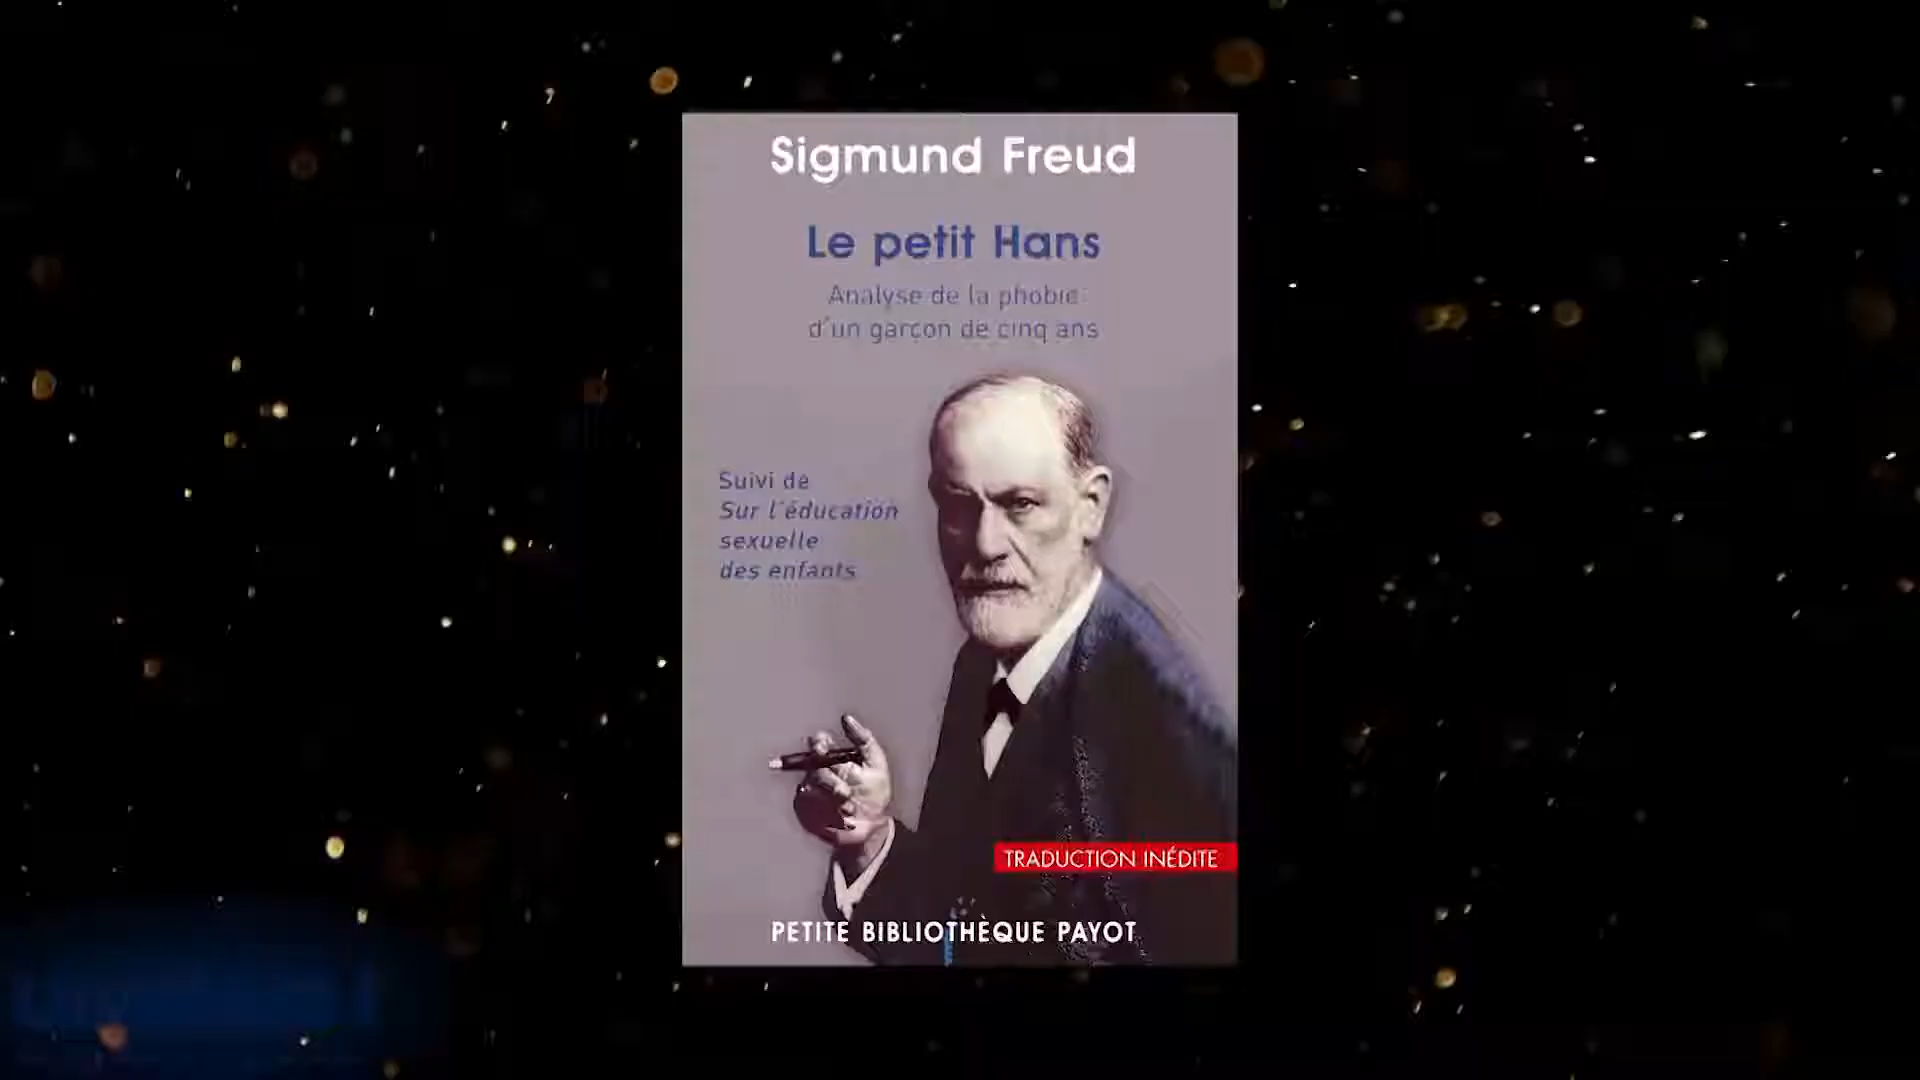 Sigmund Freud
Le petit Hans
Analyse de la phobie
d'un garçon de cinq ans
Suivi de
Sur l'éducation
sexuelle
des enfants
TRADUCTION INÉDITE
PETITE BIBLIOTHÈQUE PAYOT